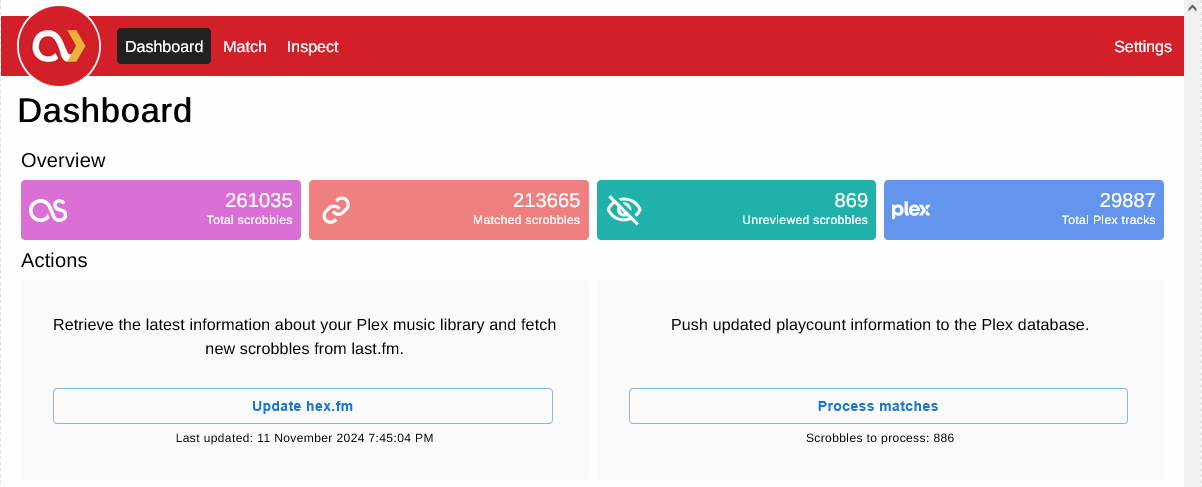 Dashboard
Match
Inspect
Settings
Dashboard
Overview
261035
Total scrobbles
213665
Matched scrobbles
869
Unreviewed scrobbles
plex
29887
Total Plex tracks
Actions
Retrieve the latest information about your Plex music library and fetch
new scrobbles from last.fm.
Update hex.fm
Last updated: 11 November 2024 7:45:04 PM
Push updated playcount information to the Plex database.
Process matches
Scrobbles to process: 886